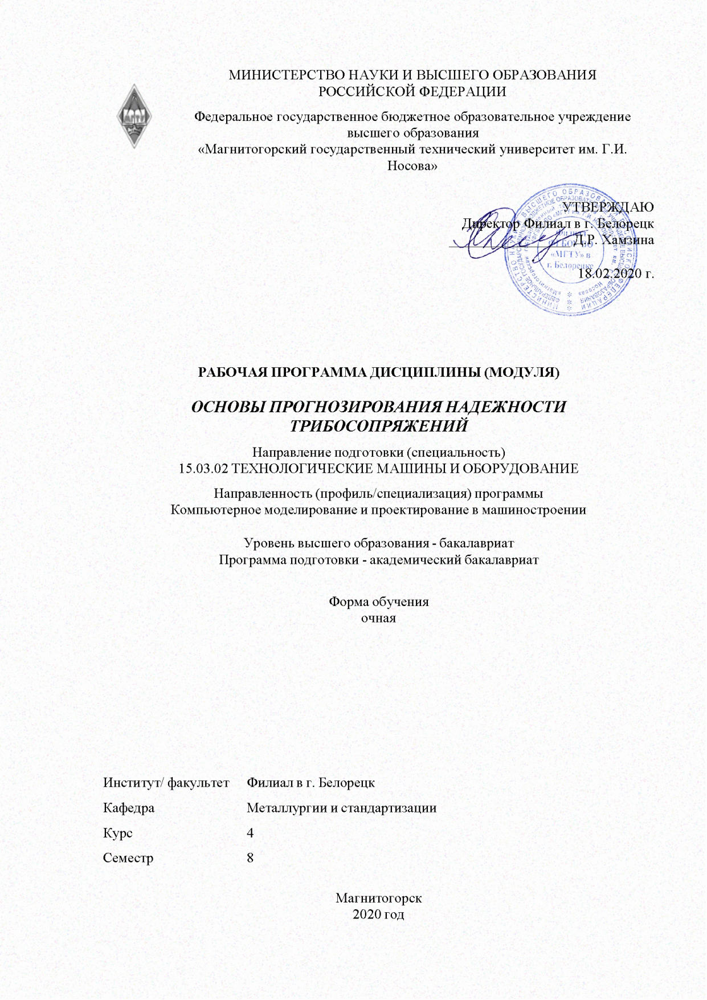 МИНИСТЕРСТВО НАУКИ И ВЫСШЕГО ОБРАЗОВАНИЯ
РОССИЙСКОЙ ФЕДЕРАЦИИ
МГТУ
Федеральное государственное бюджетное образовательное учреждение
высшего образования
«Магнитогорский государственный технический университет им. Г.И.
Носова»
УТВЕРЖДАЮ
Директор Филиал в г. Белорецк
Д.Р. Хамзина
18.02.2020 г.
Филиал
ФГБОУ ВО
«МГТУ» в
г. Белорецке
РАБОЧАЯ ПРОГРАММА ДИСЦИПЛИНЫ (МОДУЛЯ)
ОСНОВЫ ПРОГНОЗИРОВАНИЯ НАДЕЖНОСТИ
ТРИБОСОПРЯЖЕНИЙ
Направление подготовки (специальность)
15.03.02 ТЕХНОЛОГИЧЕСКИЕ МАШИНЫ И ОБОРУДОВАНИЕ
Направленность (профиль/специализация) программы
Компьютерное моделирование и проектирование в машиностроении
Уровень высшего образования - бакалавриат
Программа подготовки - академический бакалавриат
Форма обучения
очная
Институт/ факультет Филиал в г. Белорецк
Кафедра Металлургии и стандартизации
Курс 4
Семестр 8
Магнитогорск
2020 год